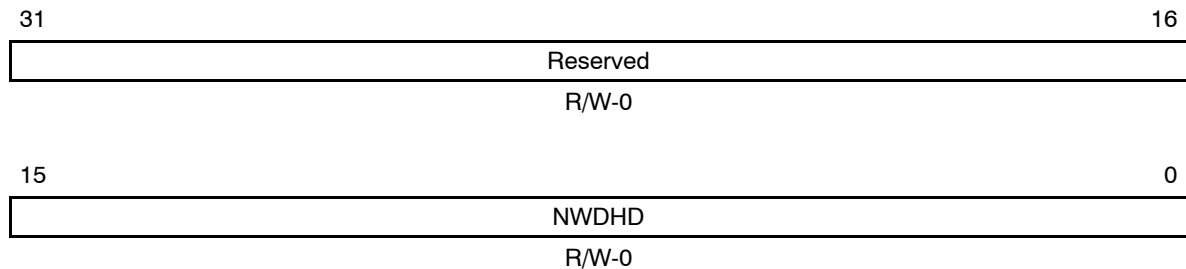 31 16
Reserved
R/W-0
15 0
NWDHD
R/W-0